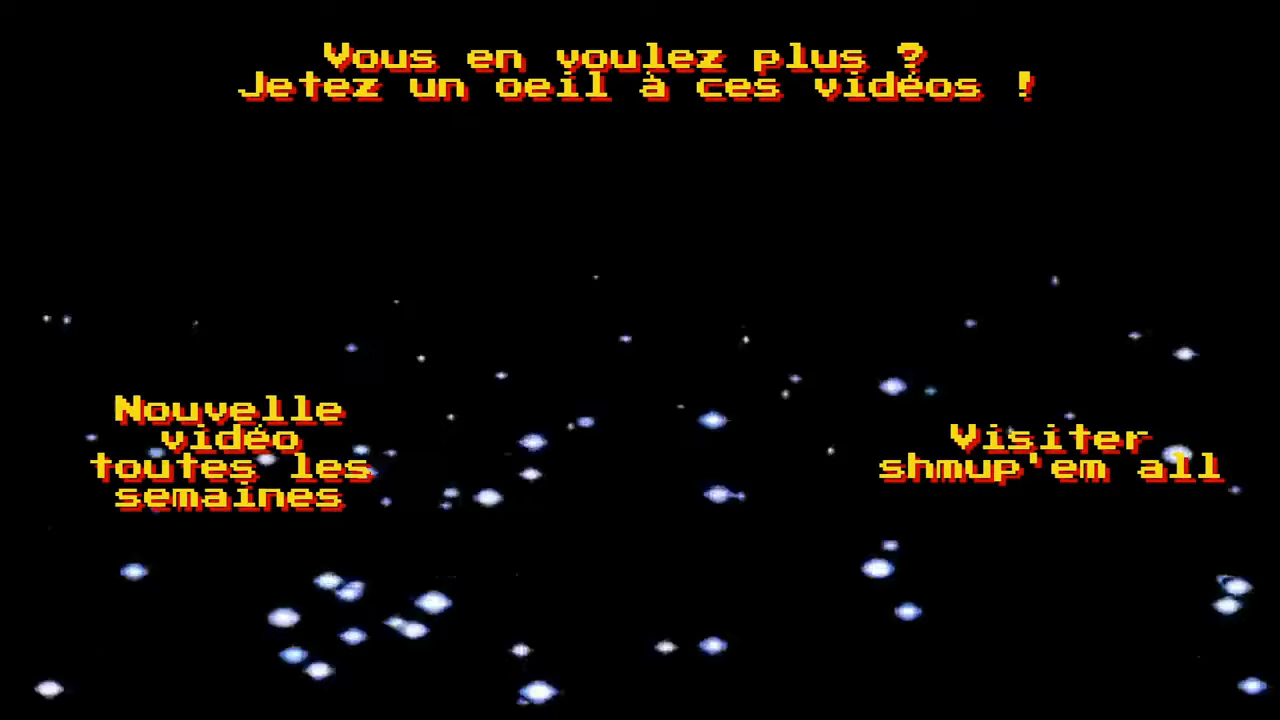 Vous en voulez plus ?
Jetez un oeil à ces vidéos !
Nouvelle
vidéo
toutes les
semaines
Visiter
shmup'em all